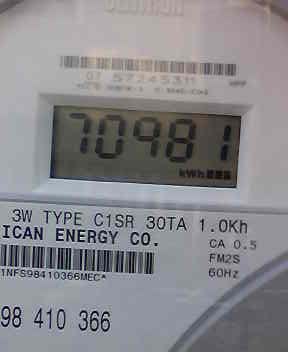 07 57245311
70981
kWh
3W TYPE C1SR 30TA 1.0Kh
ICAN ENERGY CO.
CA 0.5
FM2S
1NFS98410366MEC*
60Hz
98 410 366